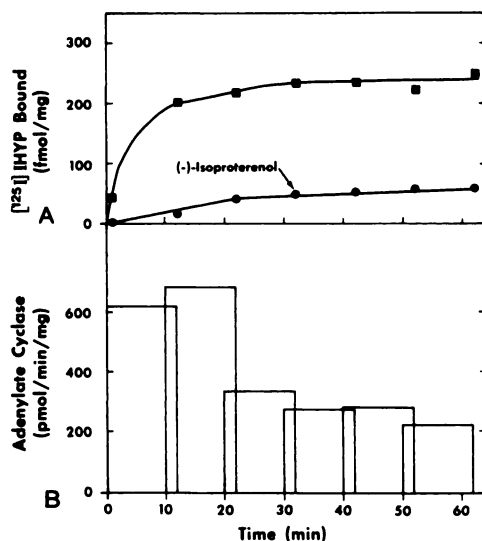 300
200
100
0
[125I] IHYP Bound
(fmol/mg)
(-)-Isoproterenol
A
600
400
200
0
Adenylate Cyclase
(pmol/min/mg)
B
0 10 20 30 40 50 60
Time (min)